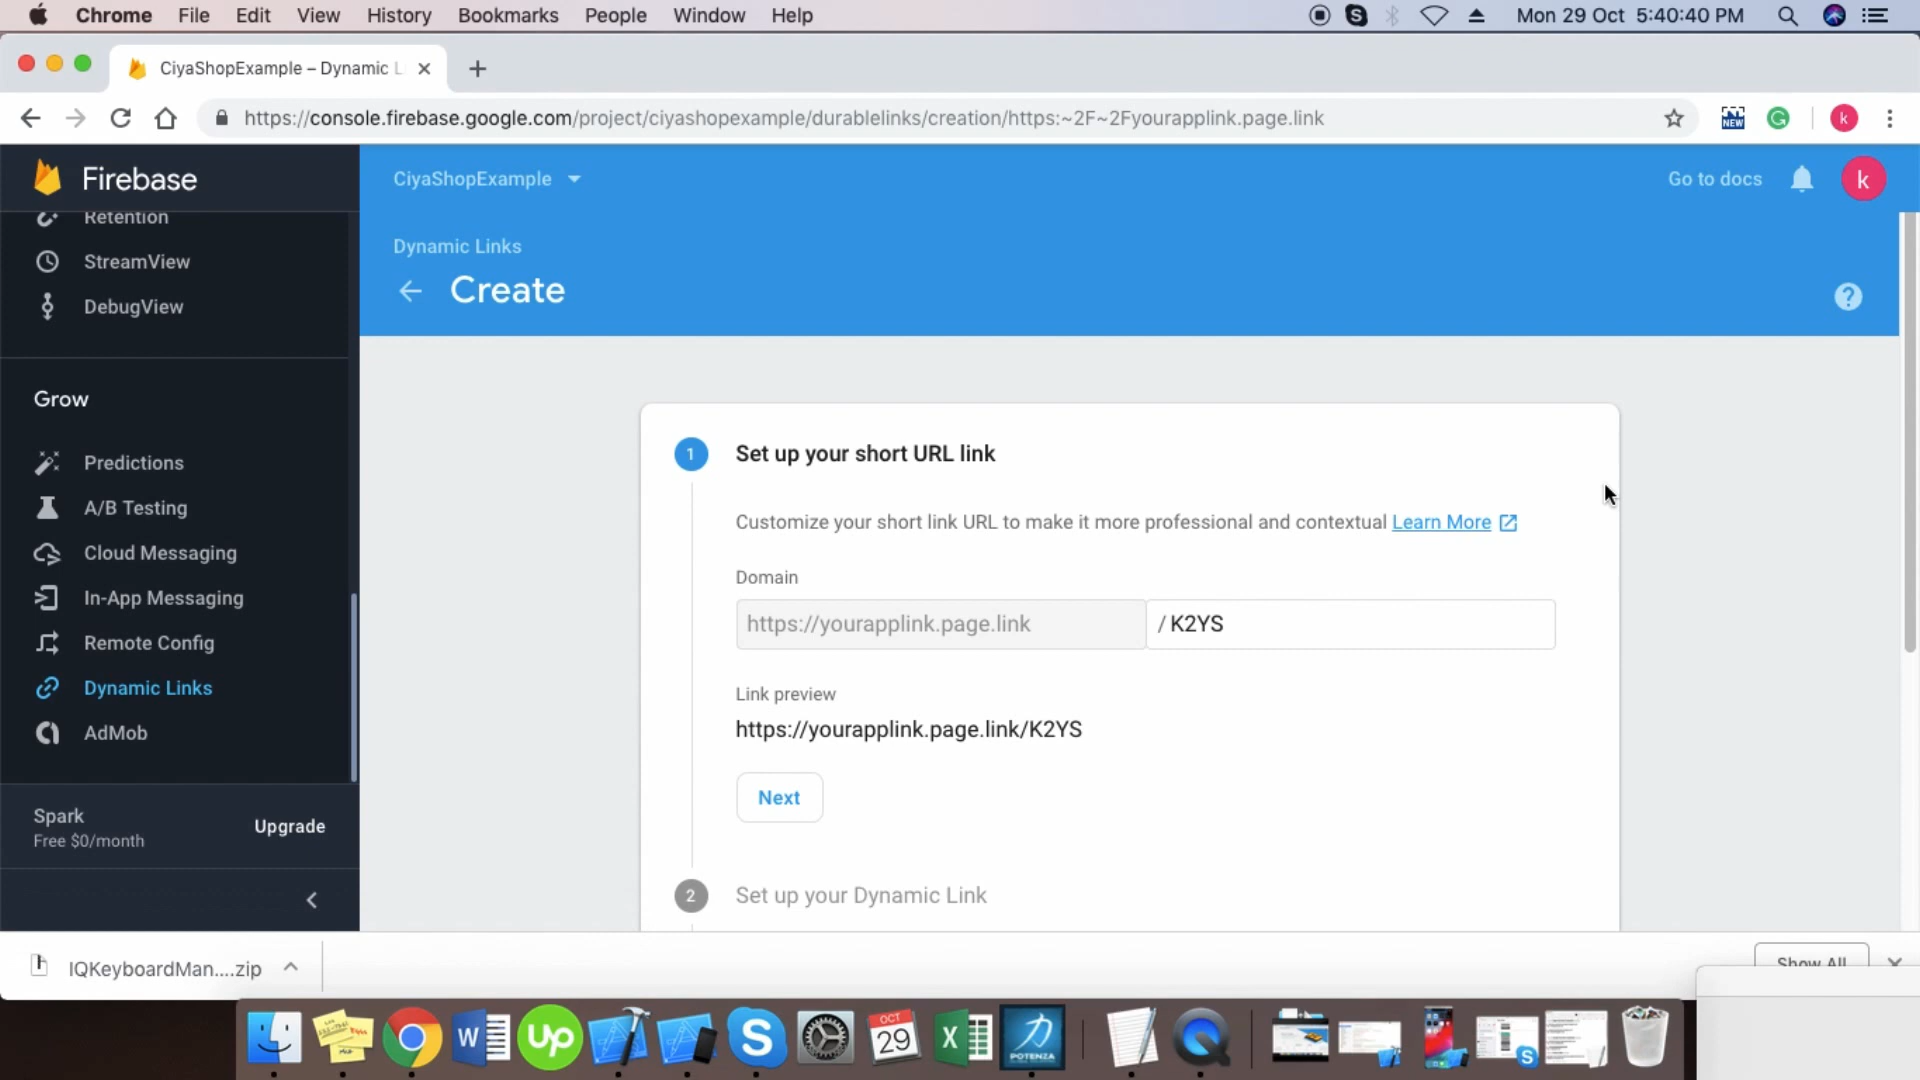 Chrome File Edit View History Bookmarks People Window Help
Mon 29 Oct 5:40:40 PM
CiyaShopExample – Dynamic L
https://console.firebase.google.com/project/ciyashopexample/durablelinks/creation/https:~2F~2Fyourapplink.page.link
NEW
k
Firebase
CiyaShopExample
Go to docs
k
Retention
StreamView
DebugView
Dynamic Links
Create
Grow
Predictions
A/B Testing
Cloud Messaging
In-App Messaging
Remote Config
Dynamic Links
AdMob
Spark
Free $0/month
Upgrade
1 Set up your short URL link
Customize your short link URL to make it more professional and contextual Learn More
Domain
https://yourapplink.page.link / K2YS
Link preview
https://yourapplink.page.link/K2YS
Next
2 Set up your Dynamic Link
IQKeyboardMan....zip
Show All
W
Up
S
OCT
29
X
POTENZA
S